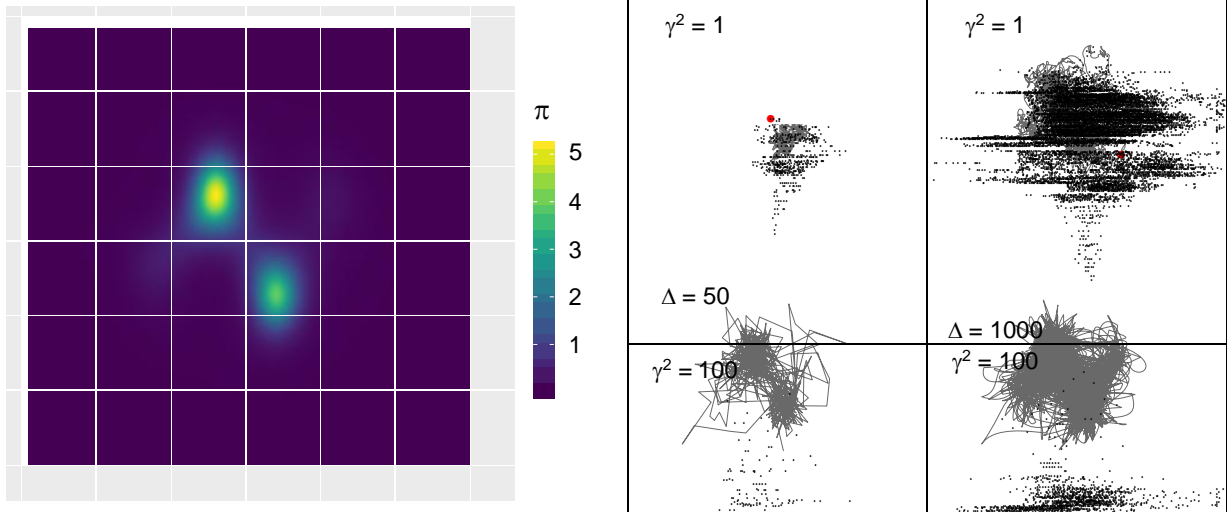 π
5
4
3
2
1
γ² = 1
γ² = 1
Δ = 50
Δ = 1000
γ² = 100
γ² = 100